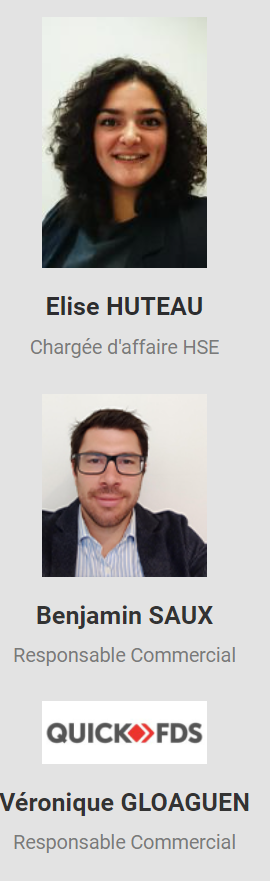 Elise HUTEAU
Chargée d'affaire HSE
Benjamin SAUX
Responsable Commercial
QUICK FDS
Véronique GLOAGUEN
Responsable Commercial